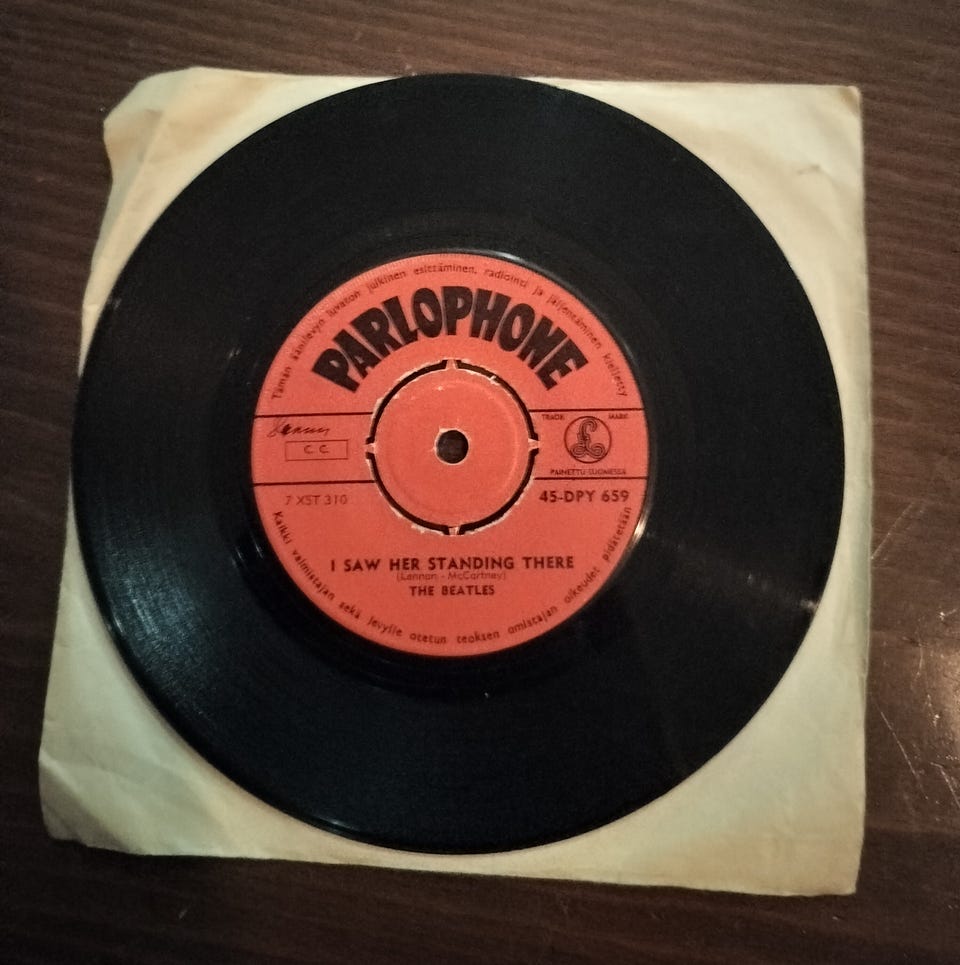 Tämän äänilevyn luvaton julkinen esittäminen, radiointi ja jäljentäminen kielletty
PARLOPHONE
TRADE MARK
£
C C
PAINETTU SUOMESSA
7 XST 310
45-DPY 659
I SAW HER STANDING THERE
(Lennon - McCartney)
THE BEATLES
Kaikki valmistajan sekä levylle otetun teoksen omistajan oikeudet pidätetään